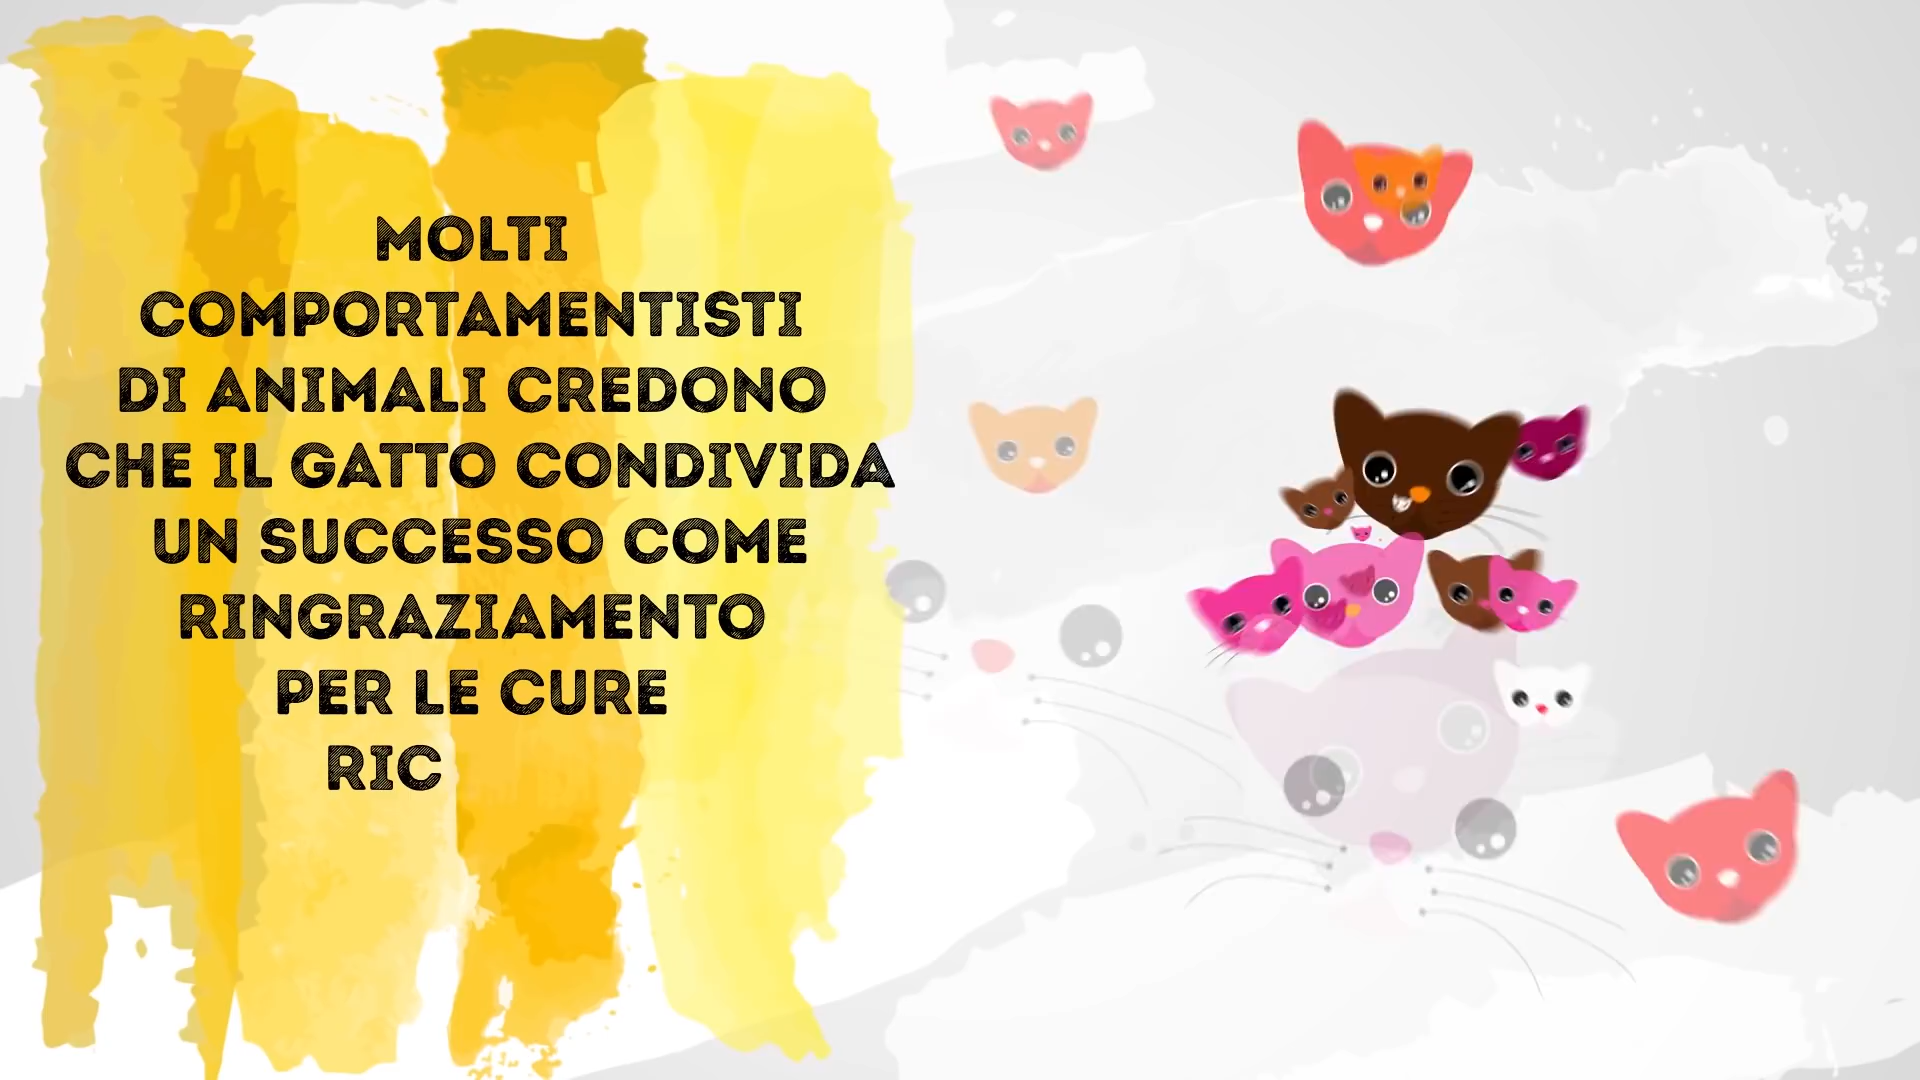 MOLTI
COMPORTAMENTISTI
DI ANIMALI CREDONO
CHE IL GATTO CONDIVIDA
UN SUCCESSO COME
RINGRAZIAMENTO
PER LE CURE
RIC